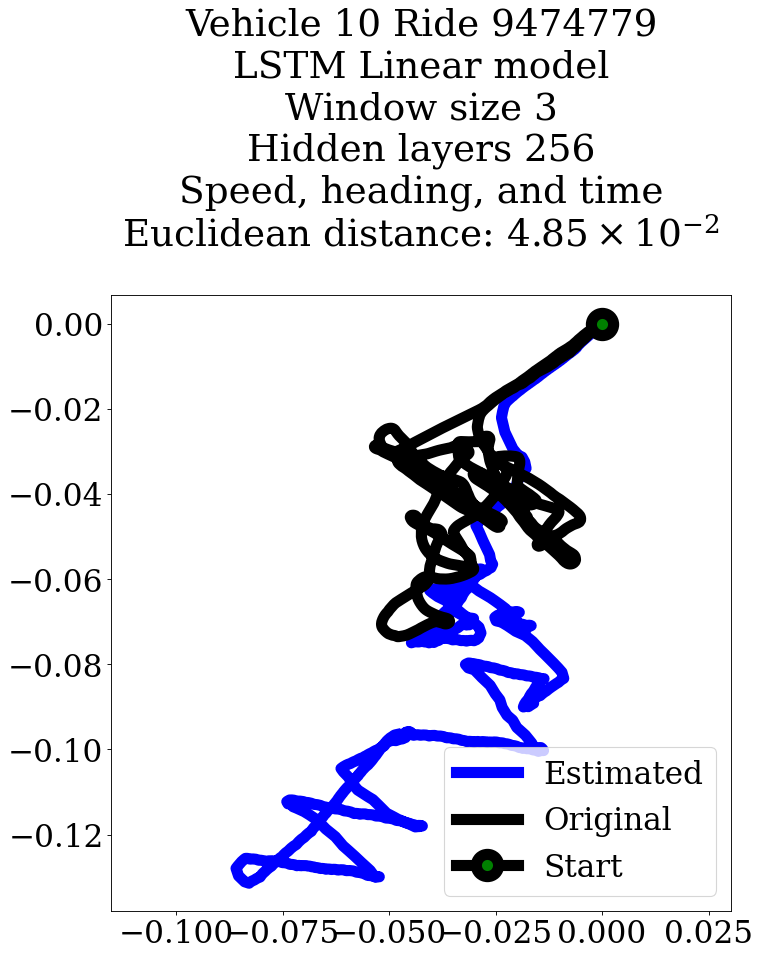 Vehicle 10 Ride 9474779
LSTM Linear model
Window size 3
Hidden layers 256
Speed, heading, and time
Euclidean distance: 4.85 × 10⁻²
0.00
−0.02
−0.04
−0.06
−0.08
−0.10
−0.12
Estimated
Original
Start
−0.100 −0.075 −0.050 −0.025 0.000 0.025